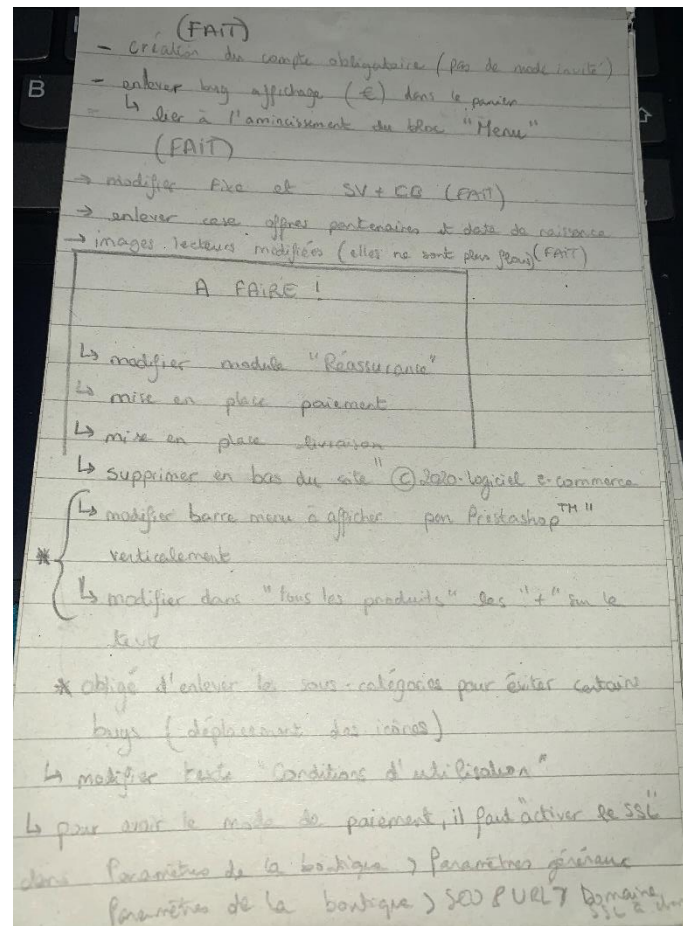 (FAIT)
- création du compte obligatoire (pas de mode invité)
- enlever bug affichage (€) dans le panier
↳ lier à l'amincissement du bloc "Menu"
(FAIT)
→ modifier Fixe et SV + CB (FAIT)
→ enlever case offres partenaires et date de naissance
→ images lecteurs modifiées (elles ne sont plus floues) (FAIT)
A FAIRE !
↳ modifier module "Réassurance"
↳ mise en place paiement
↳ mise en place livraison
↳ supprimer en bas du site "© 2020 - logiciel e-commerce
par Prestashop™"
↳ modifier barre menu à afficher
verticalement
↳ modifier dans "tous les produits" les "+" sur le
texte
* obligé d'enlever les sous-catégories pour éviter certains
bugs (déplacement des icônes)
↳ modifier texte "Conditions d'utilisation"
↳ pour avoir le mode de paiement, il faut "activer le SSL"
dans Paramètres de la boutique > Paramètres généraux
Paramètres de la boutique > SEO & URL > Domaine
SSL
B